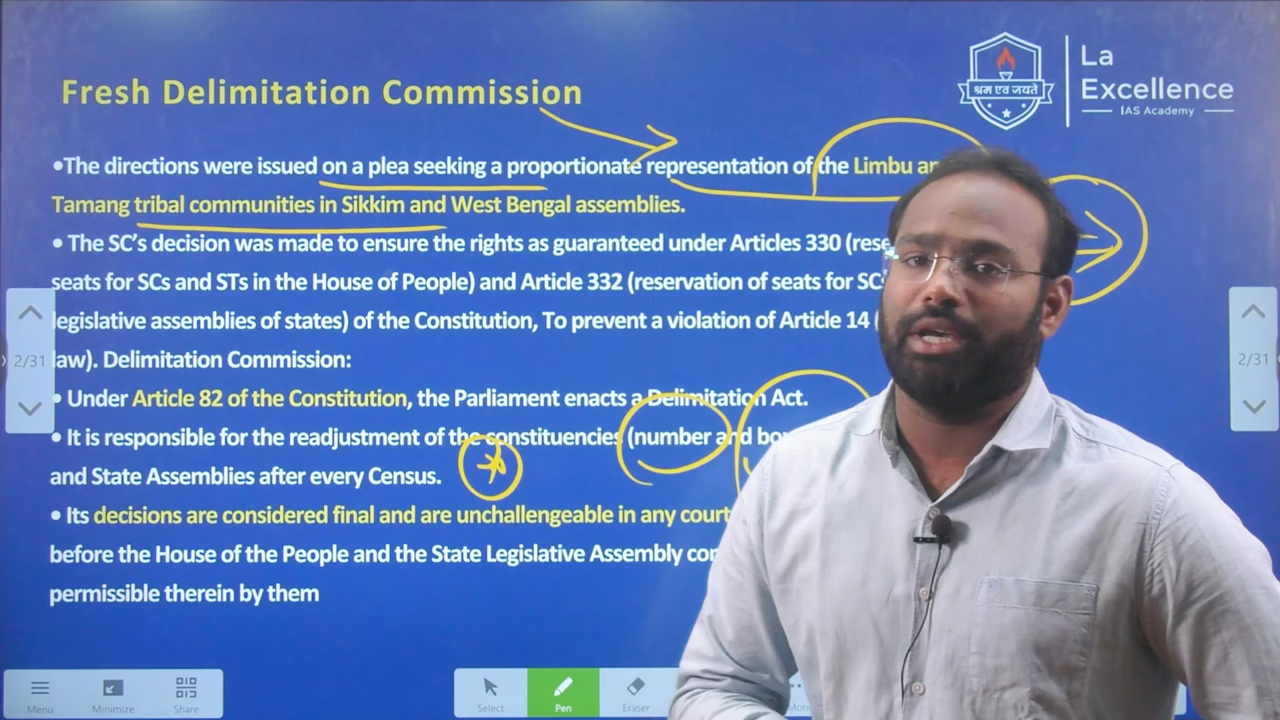 Fresh Delimitation Commission
श्रम एव जयते
La
Excellence
IAS Academy
•The directions were issued on a plea seeking a proportionate representation of the Limbu
Tamang tribal communities in Sikkim and West Bengal assemblies.
• The SC's decision was made to ensure the rights as guaranteed under Articles 330
seats for SCs and STs in the House of People) and Article 332 (reservation of seats for
legislative assemblies of states) of the Constitution, To prevent a violation of Article 14
law). Delimitation Commission:
• Under Article 82 of the Constitution, the Parliament enacts a Delimitation Act.
• It is responsible for the readjustment of the constituencies (number and
and State Assemblies after every Census.
• Its decisions are considered final and are unchallengeable in any court
before the House of the People and the State Legislative Assembly
permissible therein by them
2/31
2/31
Menu
Minimize
Share
Select
Pen
Eraser
More